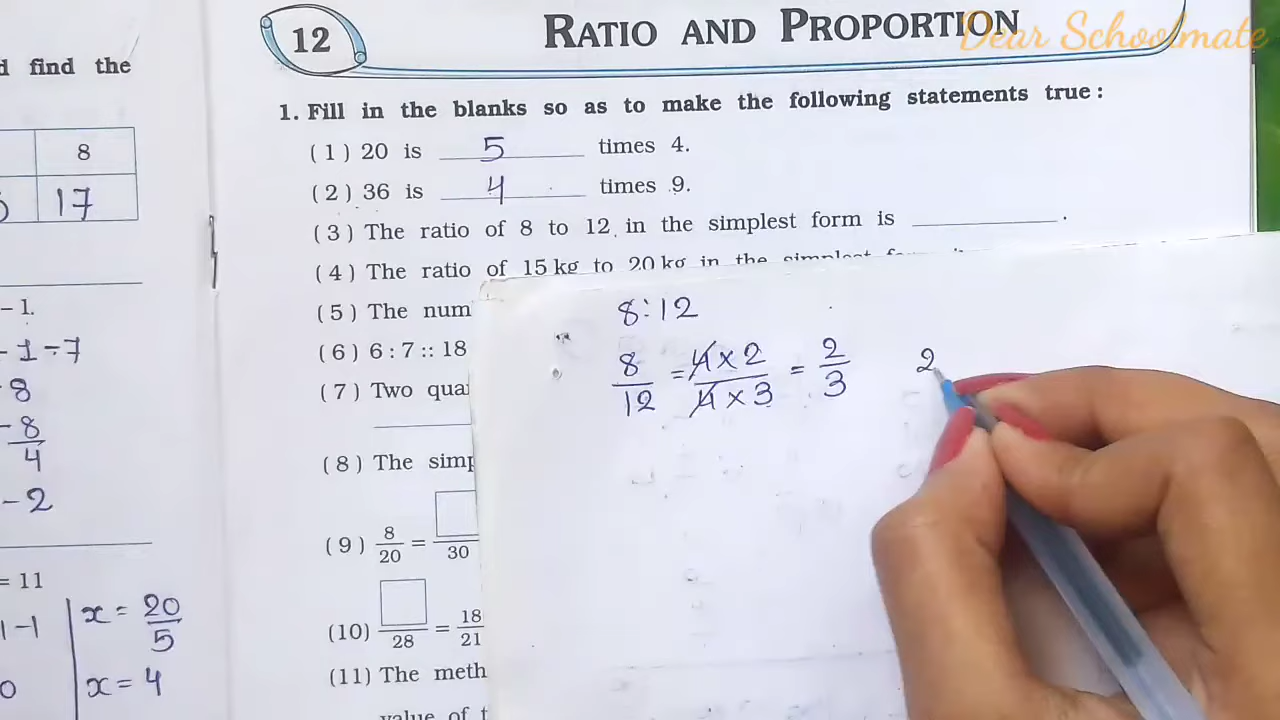 d find the
8
17
– 1.
1 ÷ 7
8
8
4
– 2
= 11
x = 20
5
x = 4
12
RATIO AND PROPORTION
Dear Schoolmate
1. Fill in the blanks so as to make the following statements true :
( 1 ) 20 is 5 times 4.
( 2 ) 36 is 4 times 9.
( 3 ) The ratio of 8 to 12 in the simplest form is ________ .
( 4 ) The ratio of 15 kg to 20 kg in the simplest
( 5 ) The num
( 6 ) 6 : 7 :: 18
( 7 ) Two qua
( 8 ) The simp
( 9 ) 8/20 = □/30
(10) □/28 = 18/21
(11) The meth
value of t
8:12
8/12 = 4 × 2/4 × 3 = 2/3
2